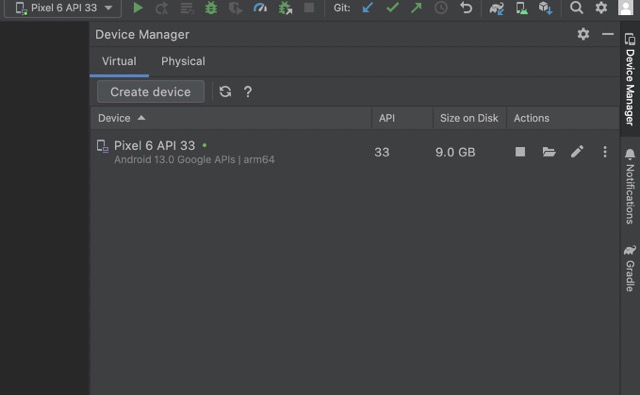 Pixel 6 API 33
Git:
Device Manager
Virtual
Physical
Create device
?
Device
API
Size on Disk
Actions
Pixel 6 API 33
33
9.0 GB
Android 13.0 Google APIs | arm64
Device Manager
Notifications
Gradle